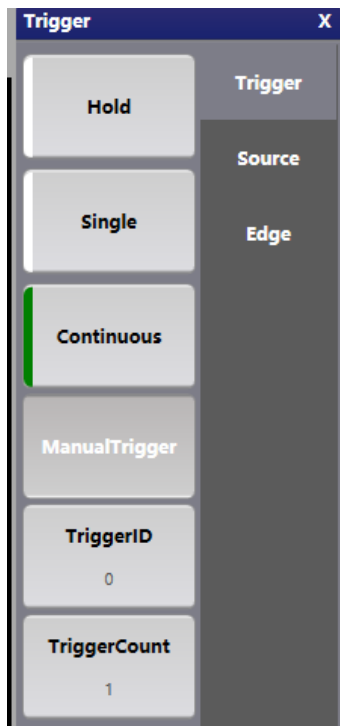 Trigger X
Hold
Single
Continuous
ManualTrigger
TriggerID
0
TriggerCount
1
Trigger
Source
Edge